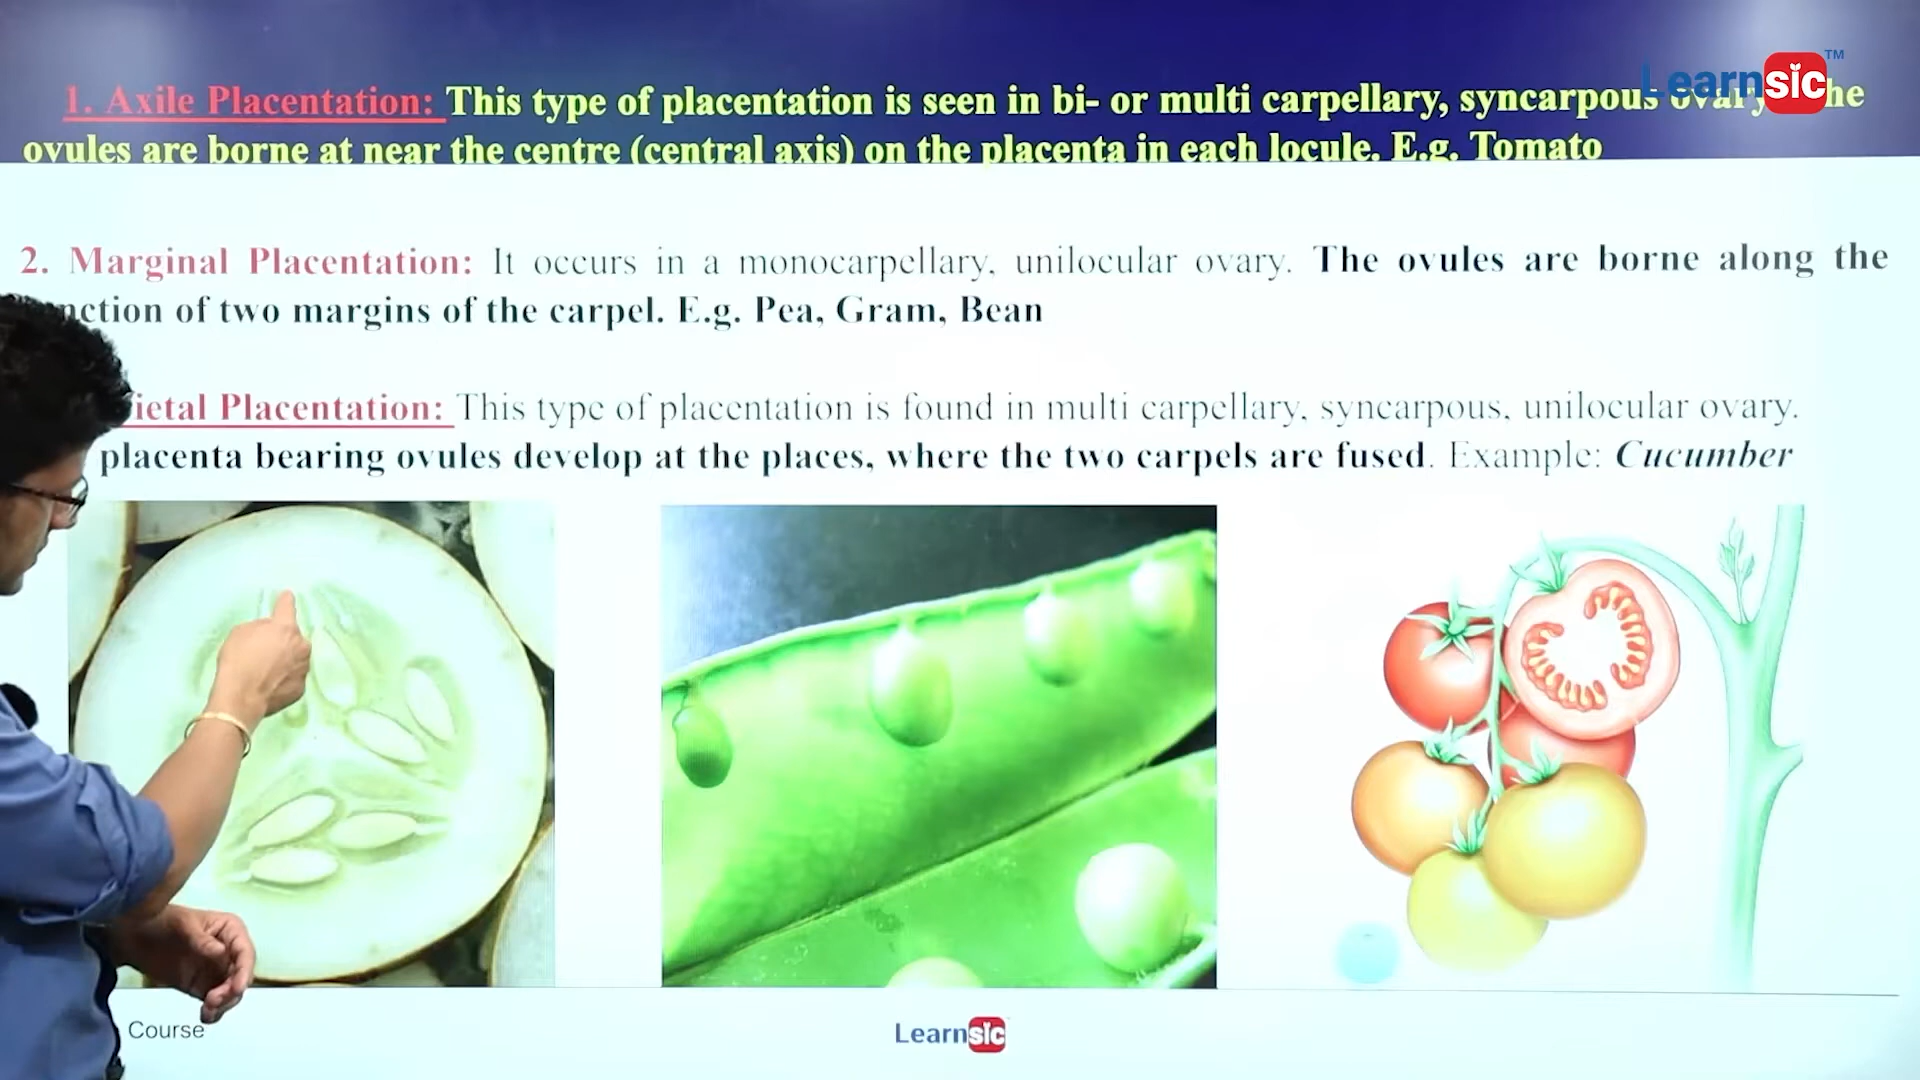 LearnSic TM
1. Axile Placentation: This type of placentation is seen in bi- or multi carpellary, syncarpous ovary. The
ovules are borne at near the centre (central axis) on the placenta in each locule. E.g. Tomato
2. Marginal Placentation: It occurs in a monocarpellary, unilocular ovary. The ovules are borne along the
nction of two margins of the carpel. E.g. Pea, Gram, Bean
ietal Placentation: This type of placentation is found in multi carpellary, syncarpous, unilocular ovary.
placenta bearing ovules develop at the places, where the two carpels are fused. Example: Cucumber
Course
LearnSic